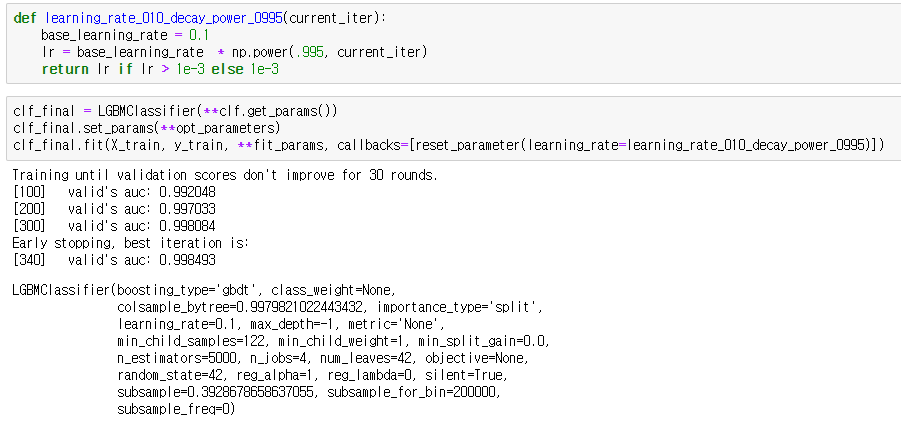 def learning_rate_010_decay_power_0995(current_iter):
    base_learning_rate = 0.1
    lr = base_learning_rate  * np.power(.995, current_iter)
    return lr if lr > 1e-3 else 1e-3
clf_final = LGBMClassifier(**clf.get_params())
clf_final.set_params(**opt_parameters)
clf_final.fit(X_train, y_train, **fit_params, callbacks=[reset_parameter(learning_rate=learning_rate_010_decay_power_0995)])
Training until validation scores don't improve for 30 rounds.
[100]   valid's auc: 0.992048
[200]   valid's auc: 0.997033
[300]   valid's auc: 0.998084
Early stopping, best iteration is:
[340]   valid's auc: 0.998493
LGBMClassifier(boosting_type='gbdt', class_weight=None,
               colsample_bytree=0.9979821022443432, importance_type='split',
               learning_rate=0.1, max_depth=-1, metric='None',
               min_child_samples=122, min_child_weight=1, min_split_gain=0.0,
               n_estimators=5000, n_jobs=4, num_leaves=42, objective=None,
               random_state=42, reg_alpha=1, reg_lambda=0, silent=True,
               subsample=0.3928678658637055, subsample_for_bin=200000,
               subsample_freq=0)